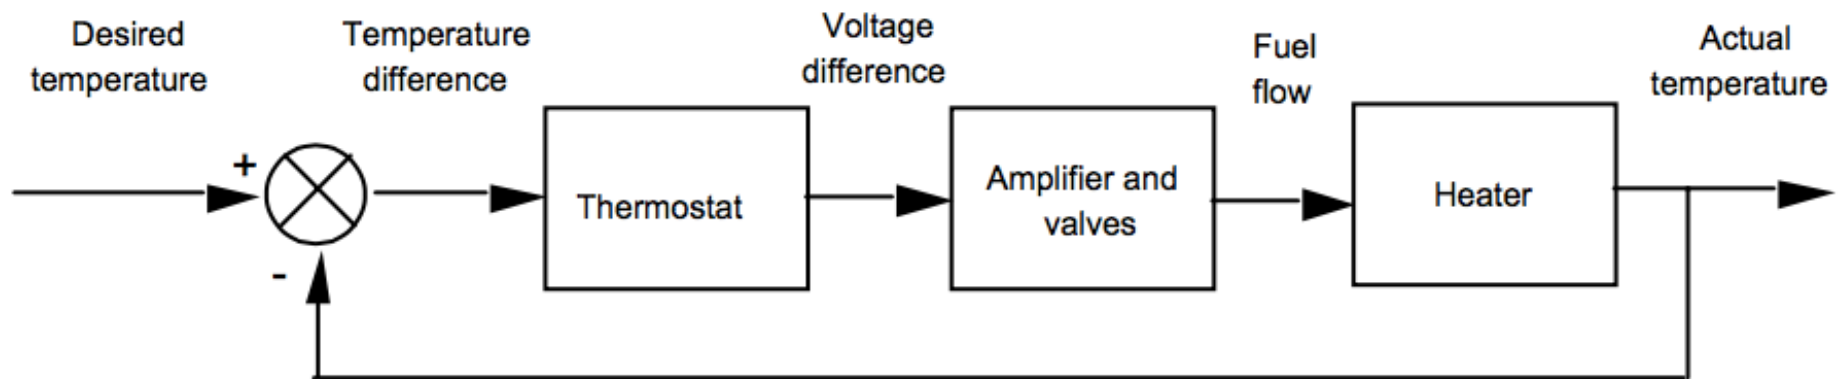 Desired
temperature
Temperature
difference
Voltage
difference
Fuel
flow
Actual
temperature
+
-
Thermostat
Amplifier and
valves
Heater